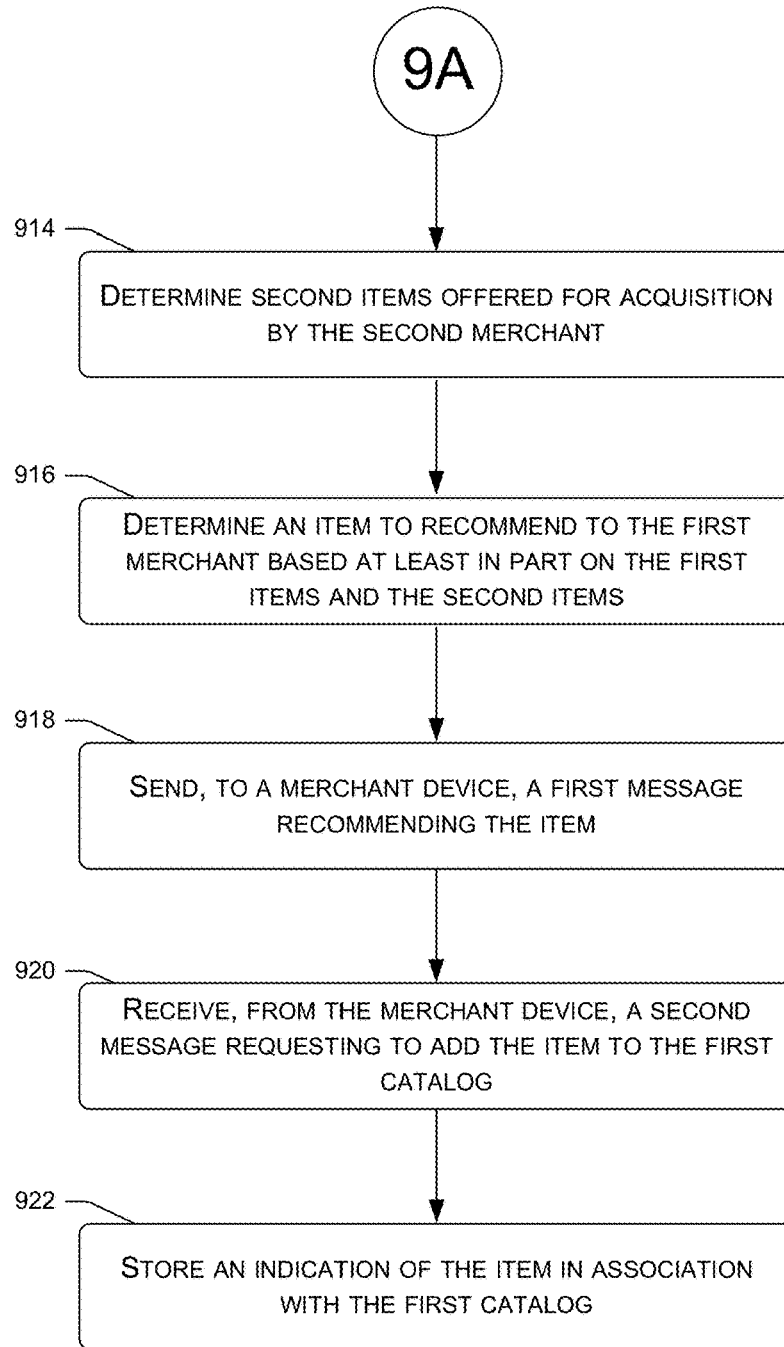 9A
914
DETERMINE SECOND ITEMS OFFERED FOR ACQUISITION
BY THE SECOND MERCHANT
916
DETERMINE AN ITEM TO RECOMMEND TO THE FIRST
MERCHANT BASED AT LEAST IN PART ON THE FIRST
ITEMS AND THE SECOND ITEMS
918
SEND, TO A MERCHANT DEVICE, A FIRST MESSAGE
RECOMMENDING THE ITEM
920
RECEIVE, FROM THE MERCHANT DEVICE, A SECOND
MESSAGE REQUESTING TO ADD THE ITEM TO THE FIRST
CATALOG
922
STORE AN INDICATION OF THE ITEM IN ASSOCIATION
WITH THE FIRST CATALOG